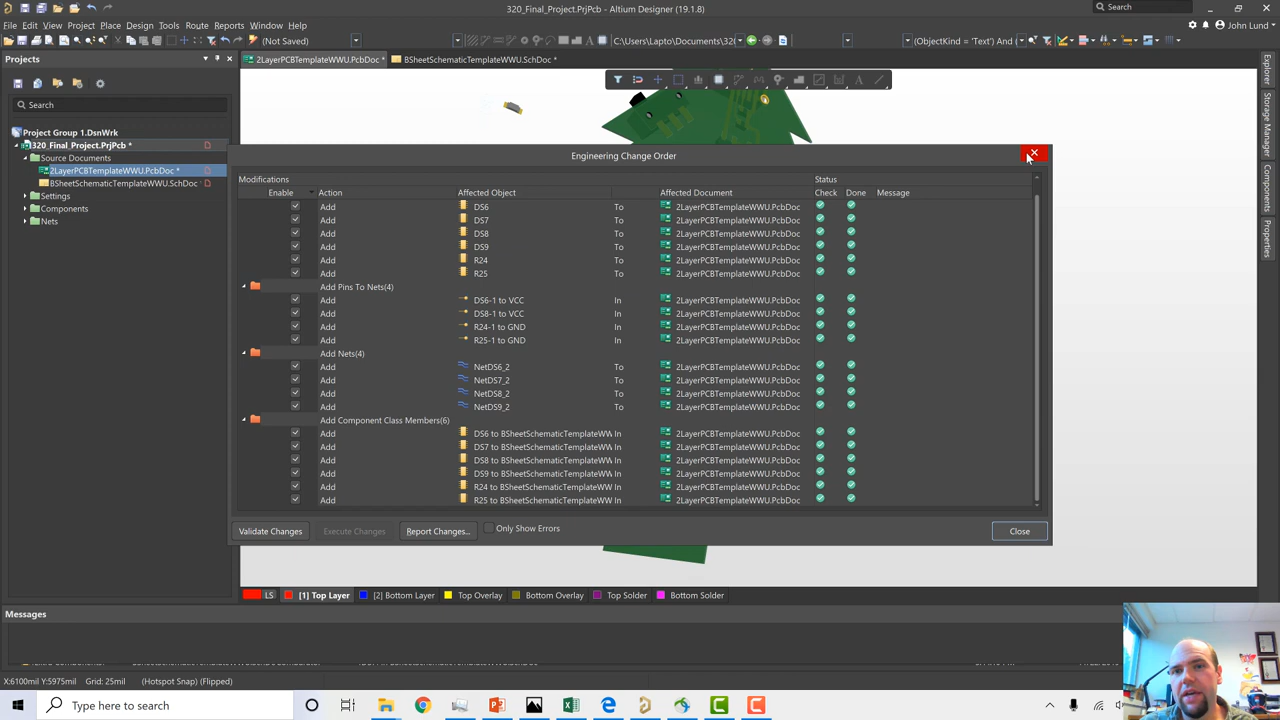 320_Final_Project.PrjPcb - Altium Designer (19.1.8)
Search
File Edit View Project Place Design Tools Route Reports Window Help
John Lund
(Not Saved)
C:\Users\Lapto\Documents\320
(ObjectKind = 'Text') And (
Projects
2LayerPCBTemplateWWU.PcbDoc *
BSheetSchematicTemplateWWU.SchDoc *
Search
Project Group 1.DsnWrk
320_Final_Project.PrjPcb *
Source Documents
2LayerPCBTemplateWWU.PcbDoc *
BSheetSchematicTemplateWWU.SchDoc
Settings
Components
Nets
Explorer
Storage Manager
Components
Properties
Engineering Change Order
Modifications Status
Enable Action Affected Object Affected Document Check Done Message
Add DS6 To 2LayerPCBTemplateWWU.PcbDoc
Add DS7 To 2LayerPCBTemplateWWU.PcbDoc
Add DS8 To 2LayerPCBTemplateWWU.PcbDoc
Add DS9 To 2LayerPCBTemplateWWU.PcbDoc
Add R24 To 2LayerPCBTemplateWWU.PcbDoc
Add R25 To 2LayerPCBTemplateWWU.PcbDoc
Add Pins To Nets(4)
Add DS6-1 to VCC In 2LayerPCBTemplateWWU.PcbDoc
Add DS8-1 to VCC In 2LayerPCBTemplateWWU.PcbDoc
Add R24-1 to GND In 2LayerPCBTemplateWWU.PcbDoc
Add R25-1 to GND In 2LayerPCBTemplateWWU.PcbDoc
Add Nets(4)
Add NetDS6_2 To 2LayerPCBTemplateWWU.PcbDoc
Add NetDS7_2 To 2LayerPCBTemplateWWU.PcbDoc
Add NetDS8_2 To 2LayerPCBTemplateWWU.PcbDoc
Add NetDS9_2 To 2LayerPCBTemplateWWU.PcbDoc
Add Component Class Members(6)
Add DS6 to BSheetSchematicTemplateWW In 2LayerPCBTemplateWWU.PcbDoc
Add DS7 to BSheetSchematicTemplateWW In 2LayerPCBTemplateWWU.PcbDoc
Add DS8 to BSheetSchematicTemplateWW In 2LayerPCBTemplateWWU.PcbDoc
Add DS9 to BSheetSchematicTemplateWW In 2LayerPCBTemplateWWU.PcbDoc
Add R24 to BSheetSchematicTemplateWW In 2LayerPCBTemplateWWU.PcbDoc
Add R25 to BSheetSchematicTemplateWW In 2LayerPCBTemplateWWU.PcbDoc
Validate Changes Execute Changes Report Changes... Only Show Errors Close
LS [1] Top Layer [2] Bottom Layer Top Overlay Bottom Overlay Top Solder Bottom Solder
Messages
X:6100mil Y:5975mil Grid: 25mil (Hotspot Snap) (Flipped)
Type here to search